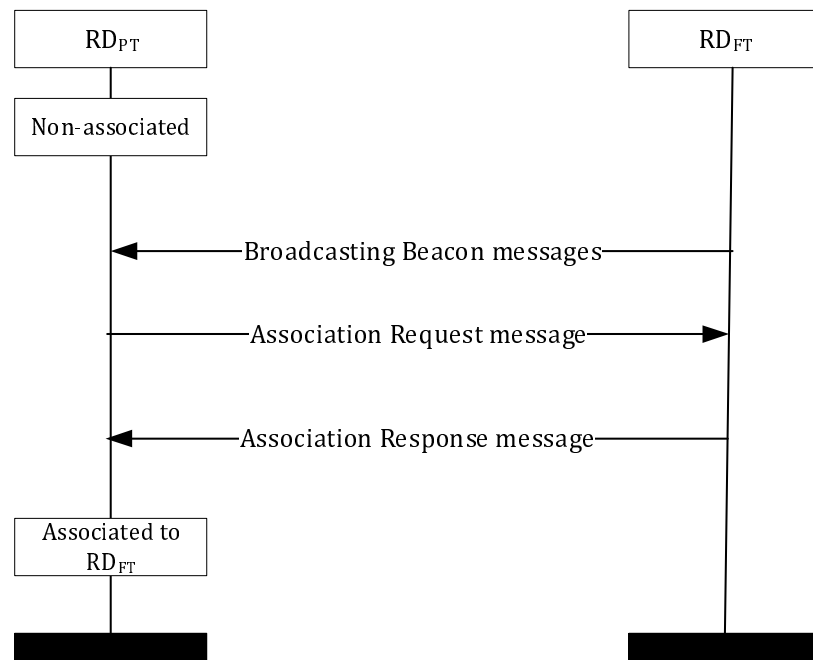 RDPT
RDFT
Non-associated
Broadcasting Beacon messages
Association Request message
Association Response message
Associated to
RDFT